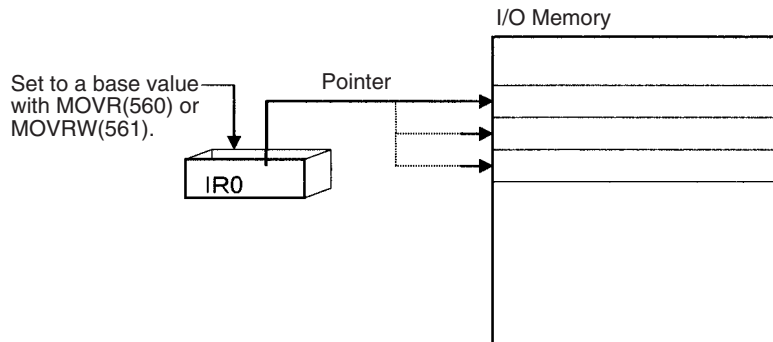 I/O Memory
Pointer
Set to a base value
with MOVR(560) or
MOVRW(561).
IR0